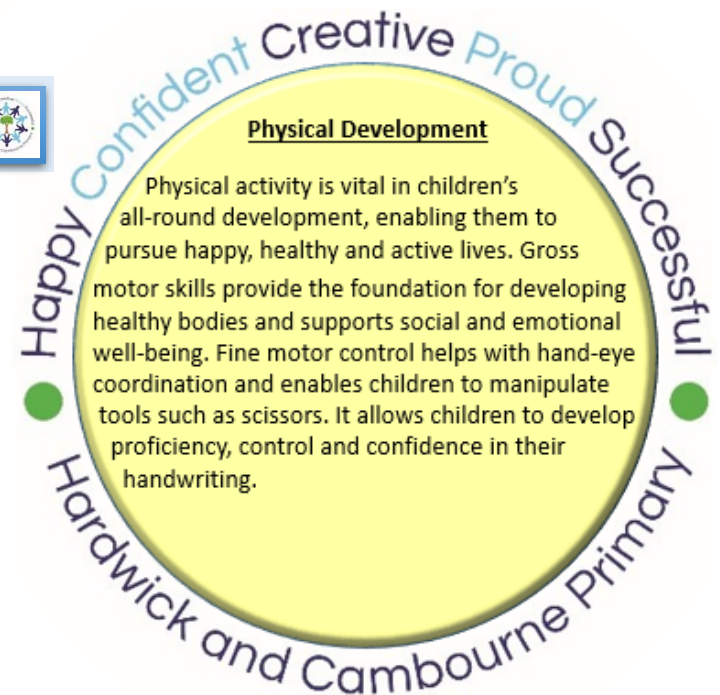 Happy Confident Creative Proud Successful
Physical Development
Physical activity is vital in children’s
all-round development, enabling them to
pursue happy, healthy and active lives. Gross
motor skills provide the foundation for developing
healthy bodies and supports social and emotional
well-being. Fine motor control helps with hand-eye
coordination and enables children to manipulate
tools such as scissors. It allows children to develop
proficiency, control and confidence in their
handwriting.
Hardwick and Cambourne Primary